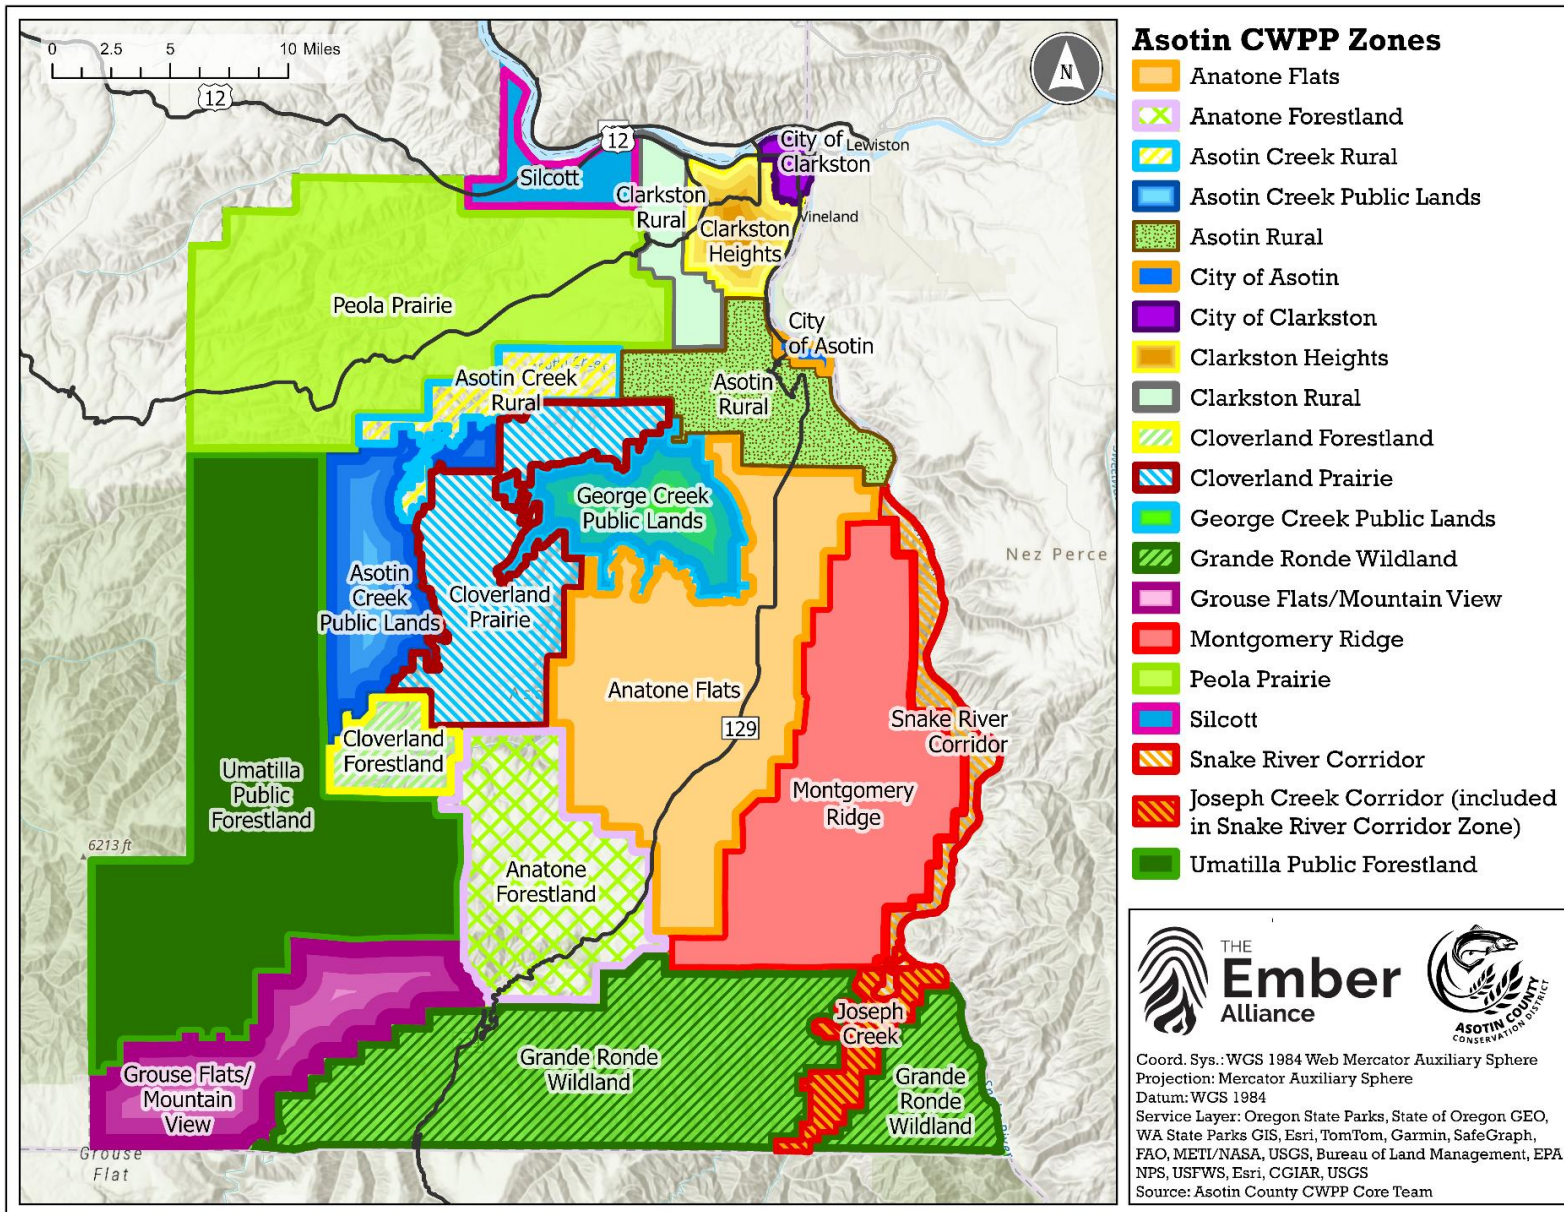 0 2.5 5 10 Miles
12
N
12
City of
Clarkston
Lewiston
Silcott
Clarkston
Rural
Clarkston
Heights
Vineland
Peola Prairie
City
of Asotin
Asotin Creek
Rural
Asotin
Rural
George Creek
Public Lands
Nez Perce
Asotin
Creek
Public Lands
Cloverland
Prairie
Anatone Flats
129
Snake River
Corridor
Cloverland
Forestland
Umatilla
Public
Forestland
Montgomery
Ridge
6213 ft
Anatone
Forestland
Joseph
Creek
Grande Ronde
Wildland
Grouse Flats/
Mountain
View
Grande
Ronde
Wildland
Grouse
Flat
Asotin CWPP Zones
Anatone Flats
Anatone Forestland
Asotin Creek Rural
Asotin Creek Public Lands
Asotin Rural
City of Asotin
City of Clarkston
Clarkston Heights
Clarkston Rural
Cloverland Forestland
Cloverland Prairie
George Creek Public Lands
Grande Ronde Wildland
Grouse Flats/Mountain View
Montgomery Ridge
Peola Prairie
Silcott
Snake River Corridor
Joseph Creek Corridor (included
in Snake River Corridor Zone)
Umatilla Public Forestland
THE
Ember
Alliance
ASOTIN COUNTY
CONSERVATION DISTRICT
Coord. Sys.: WGS 1984 Web Mercator Auxiliary Sphere
Projection: Mercator Auxiliary Sphere
Datum: WGS 1984
Service Layer: Oregon State Parks, State of Oregon GEO,
WA State Parks GIS, Esri, TomTom, Garmin, SafeGraph,
FAO, METI/NASA, USGS, Bureau of Land Management, EPA,
NPS, USFWS, Esri, CGIAR, USGS
Source: Asotin County CWPP Core Team